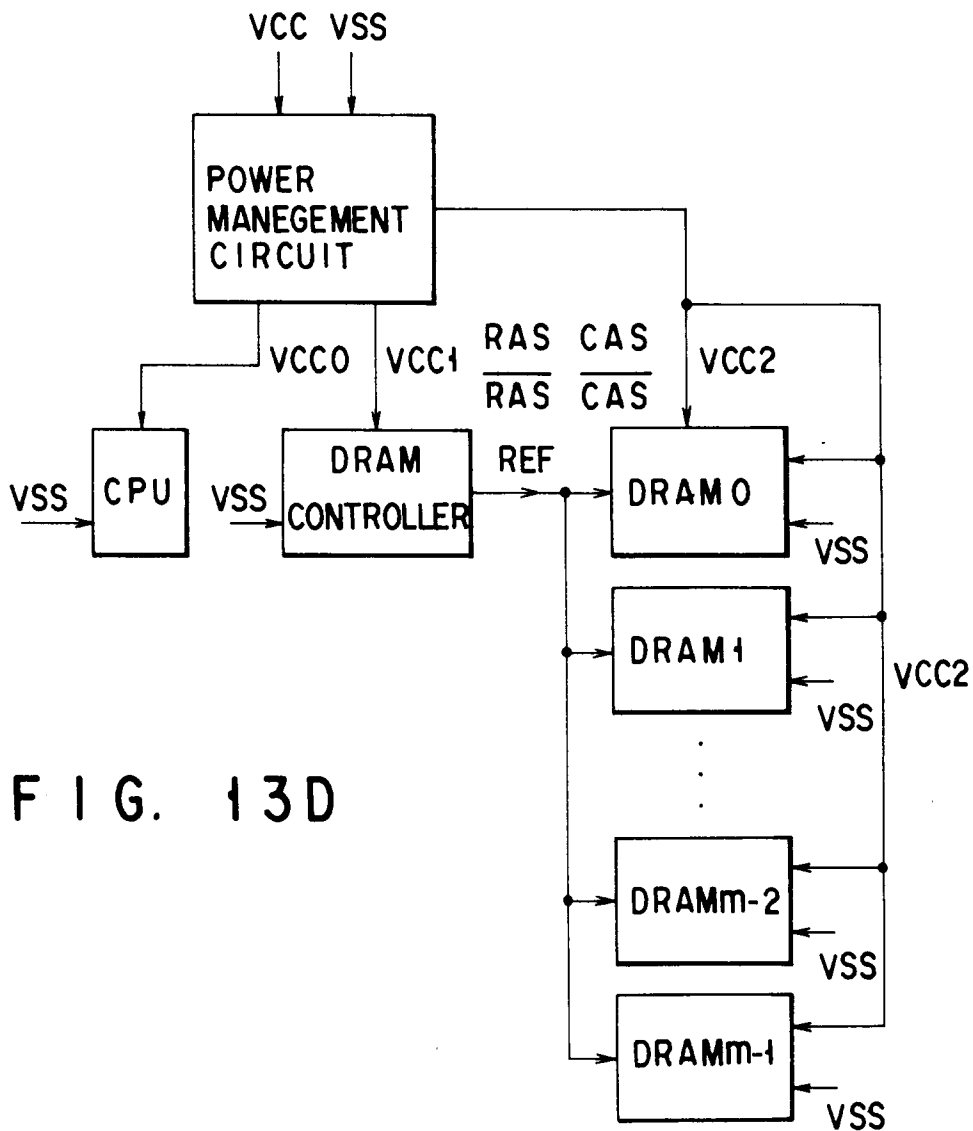 VCC VSS
POWER
MANEGEMENT
CIRCUIT
VCC0 VCC1 RAS CAS VCC2
RAS CAS
CPU DRAM REF DRAM0
VSS VSS CONTROLLER
VSS
DRAM1
VCC2
VSS
FIG. 13D
DRAMm-2
VSS
DRAMm-1
VSS